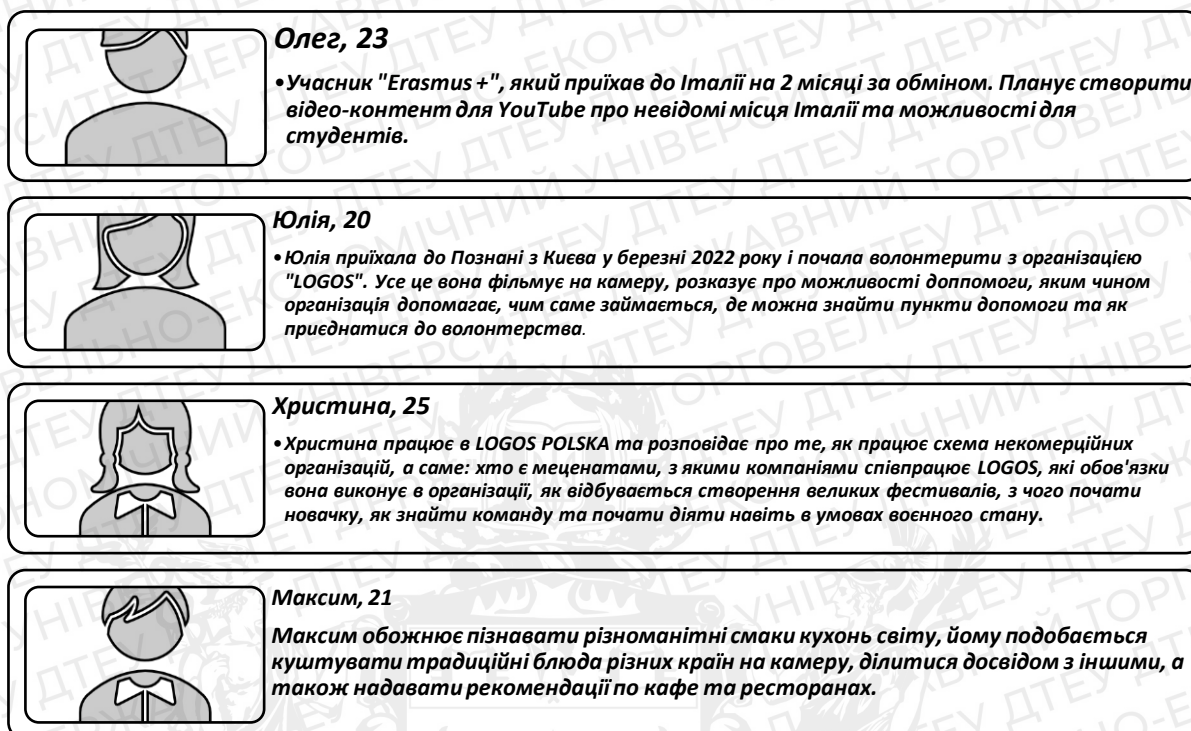 Олег, 23
•Учасник "Erasmus +", який приїхав до Італії на 2 місяці за обміном. Планує створити
відео-контент для YouTube про невідомі місця Італії та можливості для
студентів.
Юлія, 20
•Юлія приїхала до Познані з Києва у березні 2022 року і почала волонтерити з організацією
"LOGOS". Усе це вона фільмує на камеру, розказує про можливості доппомоги, яким чином
організація допомагає, чим саме займається, де можна знайти пункти допомоги та як
приєднатися до волонтерства.
Христина, 25
•Христина працює в LOGOS POLSKA та розповідає про те, як працює схема некомерційних
організацій, а саме: хто є меценатами, з якими компаніями співпрацює LOGOS, які обов'язки
вона виконує в організації, як відбувається створення великих фестивалів, з чого почати
новачку, як знайти команду та почати діяти навіть в умовах воєнного стану.
Максим, 21
Максим обожнює пізнавати різноманітні смаки кухонь світу, йому подобається
куштувати традиційні блюда різних країн на камеру, ділитися досвідом з іншими, а
також надавати рекомендації по кафе та ресторанах.